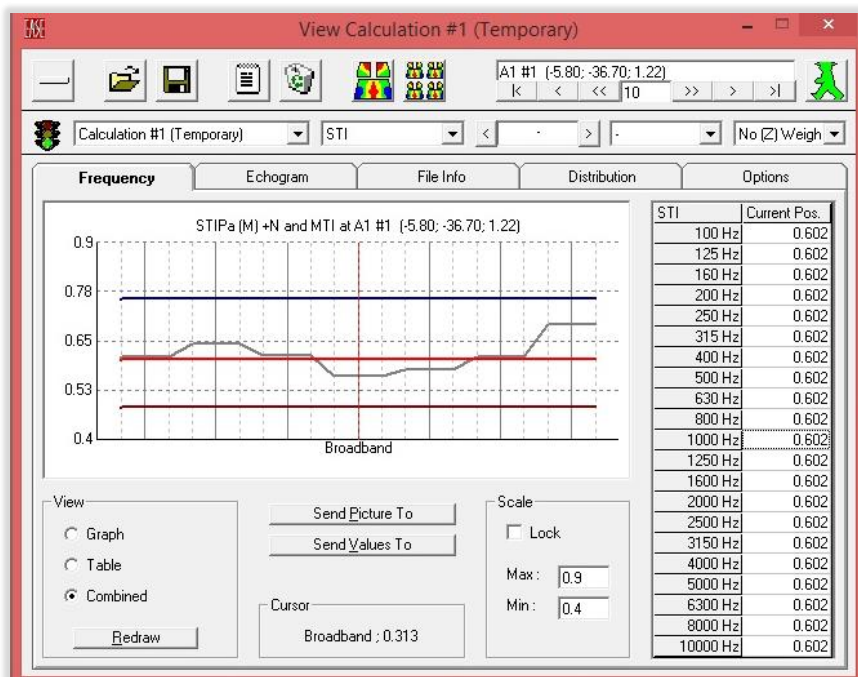 EASE
View Calculation #1 (Temporary)
A1 #1 (-5.80; -36.70; 1.22)
|< < << 10 >> > >|
Calculation #1 (Temporary) STI < - > - No (Z) Weigh
Frequency Echogram File Info Distribution Options
STIPa (M) +N and MTI at A1 #1 (-5.80; -36.70; 1.22)
0.9
0.78
0.65
0.53
0.4
Broadband
STI Current Pos.
100 Hz 0.602
125 Hz 0.602
160 Hz 0.602
200 Hz 0.602
250 Hz 0.602
315 Hz 0.602
400 Hz 0.602
500 Hz 0.602
630 Hz 0.602
800 Hz 0.602
1000 Hz 0.602
1250 Hz 0.602
1600 Hz 0.602
2000 Hz 0.602
2500 Hz 0.602
3150 Hz 0.602
4000 Hz 0.602
5000 Hz 0.602
6300 Hz 0.602
8000 Hz 0.602
10000 Hz 0.602
View
Graph
Table
Combined
Redraw
Send Picture To
Send Values To
Cursor
Broadband ; 0.313
Scale
Lock
Max : 0.9
Min : 0.4